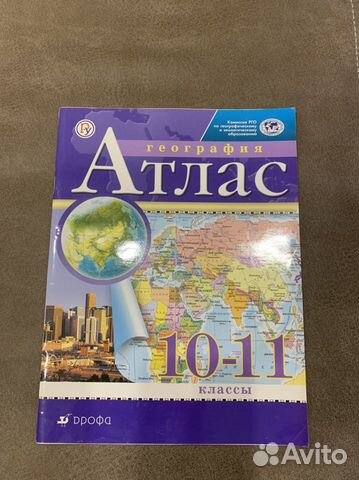 Комиссия РГО
по географическому
и экологическому
образованию
география
Атлас
10-11
классы
дрофа
Avito